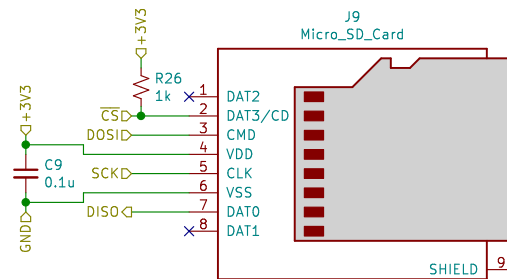 J9
Micro_SD_Card
+3V3
R26
1k
+3V3
C9
0.1u
GND
CS
DOSI
SCK
DISO
1 DAT2
2 DAT3/CD
3 CMD
4 VDD
5 CLK
6 VSS
7 DAT0
8 DAT1
SHIELD 9